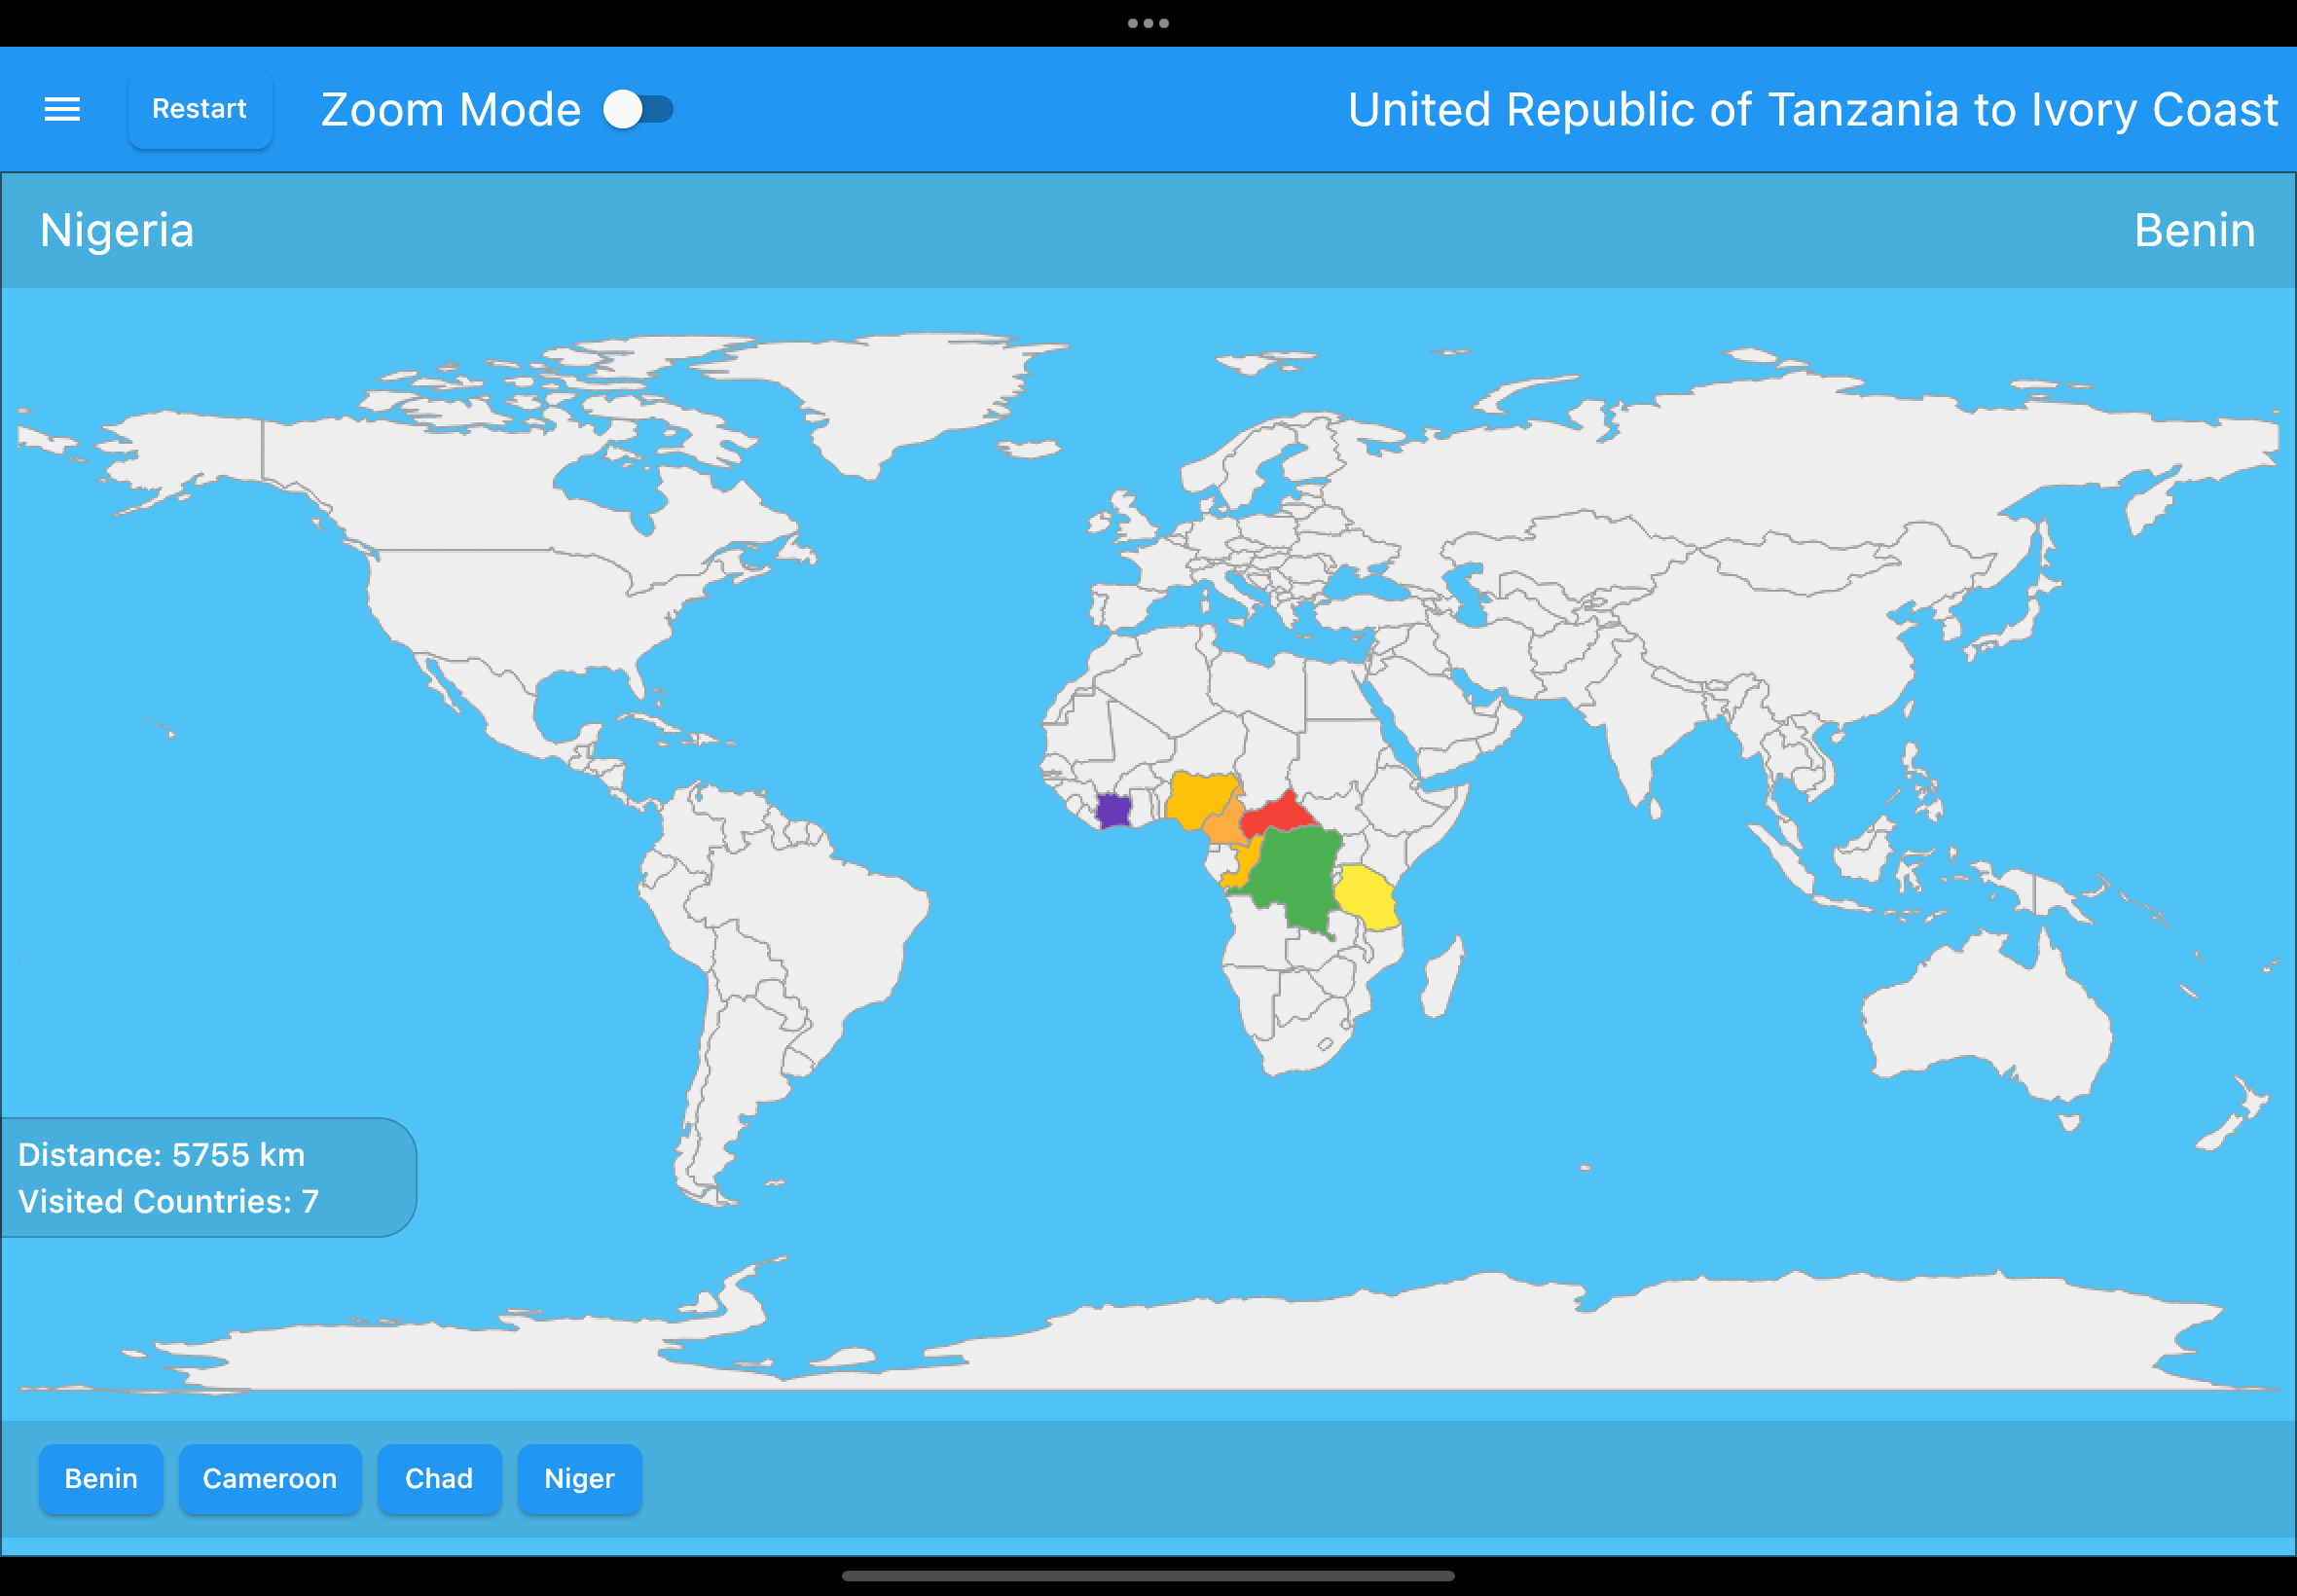 Restart
Zoom Mode
United Republic of Tanzania to Ivory Coast
Nigeria
Benin
Distance: 5755 km
Visited Countries: 7
Benin
Cameroon
Chad
Niger